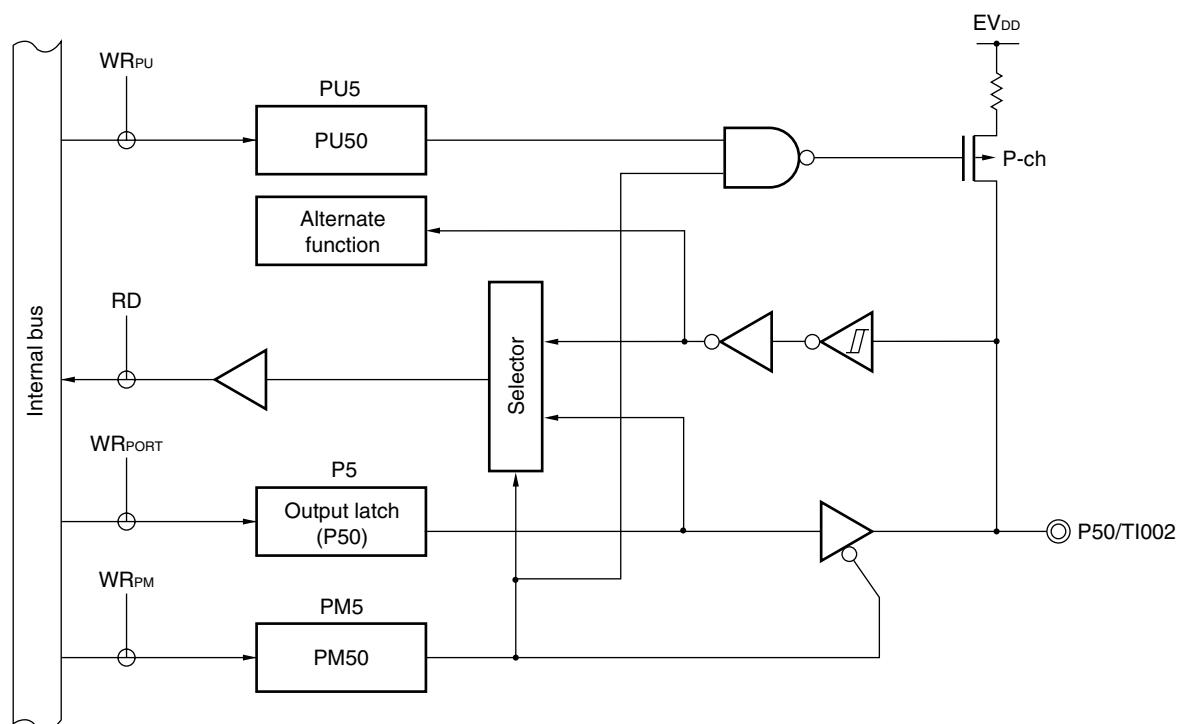 EVDD
WRPU
PU5
PU50
P-ch
Alternate
function
RD
Internal bus
Selector
WRPORT
P5
Output latch
(P50)
P50/TI002
WRPM
PM5
PM50